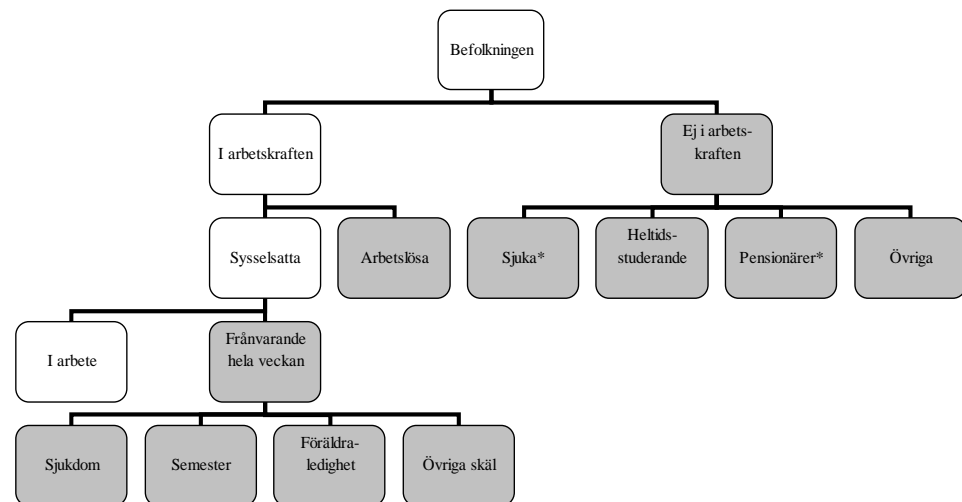 Befolkningen
I arbetskraften
Ej i arbets-
kraften
Sysselsatta
Arbetslösa
Sjuka*
Heltids-
studerande
Pensionärer*
Övriga
I arbete
Frånvarande
hela veckan
Sjukdom
Semester
Föräldra-
ledighet
Övriga skäl